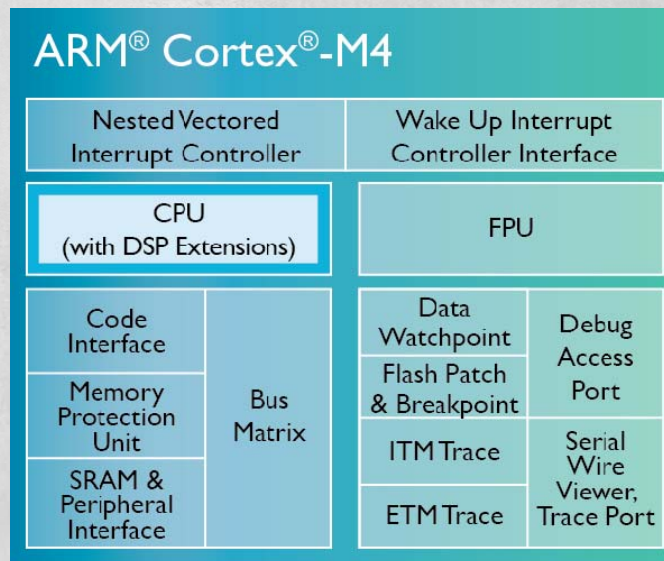 ARM® Cortex®-M4
Nested Vectored
Interrupt Controller
Wake Up Interrupt
Controller Interface
CPU
(with DSP Extensions)
FPU
Code
Interface
Memory
Protection
Unit
SRAM &
Peripheral
Interface
Bus
Matrix
Data
Watchpoint
Flash Patch
& Breakpoint
ITM Trace
ETM Trace
Debug
Access
Port
Serial
Wire
Viewer,
Trace Port